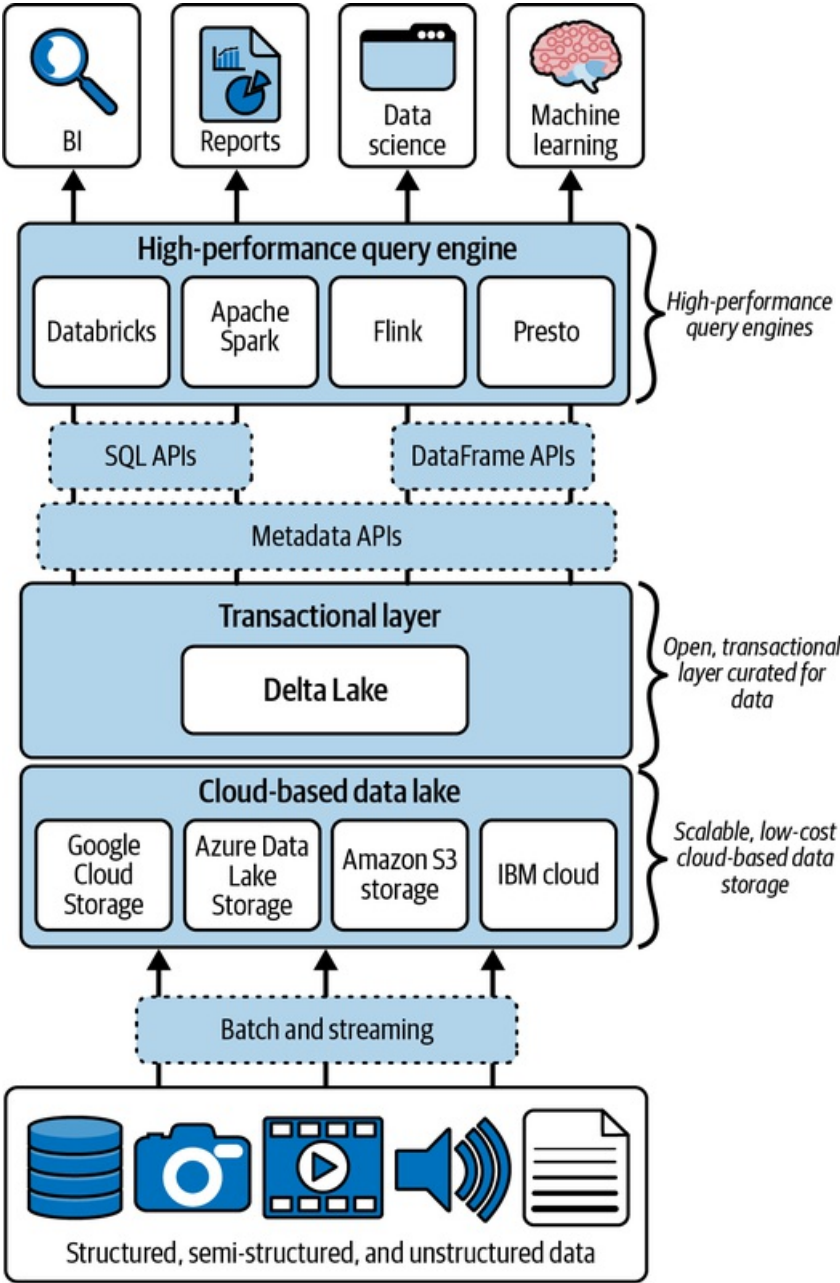 BI
Reports
Data
science
Machine
learning
High-performance query engine
Databricks
Apache
Spark
Flink
Presto
High-performance
query engines
SQL APIs
DataFrame APIs
Metadata APIs
Transactional layer
Delta Lake
Open, transactional
layer curated for
data
Cloud-based data lake
Google
Cloud
Storage
Azure Data
Lake
Storage
Amazon S3
storage
IBM cloud
Scalable, low-cost
cloud-based data
storage
Batch and streaming
Structured, semi-structured, and unstructured data